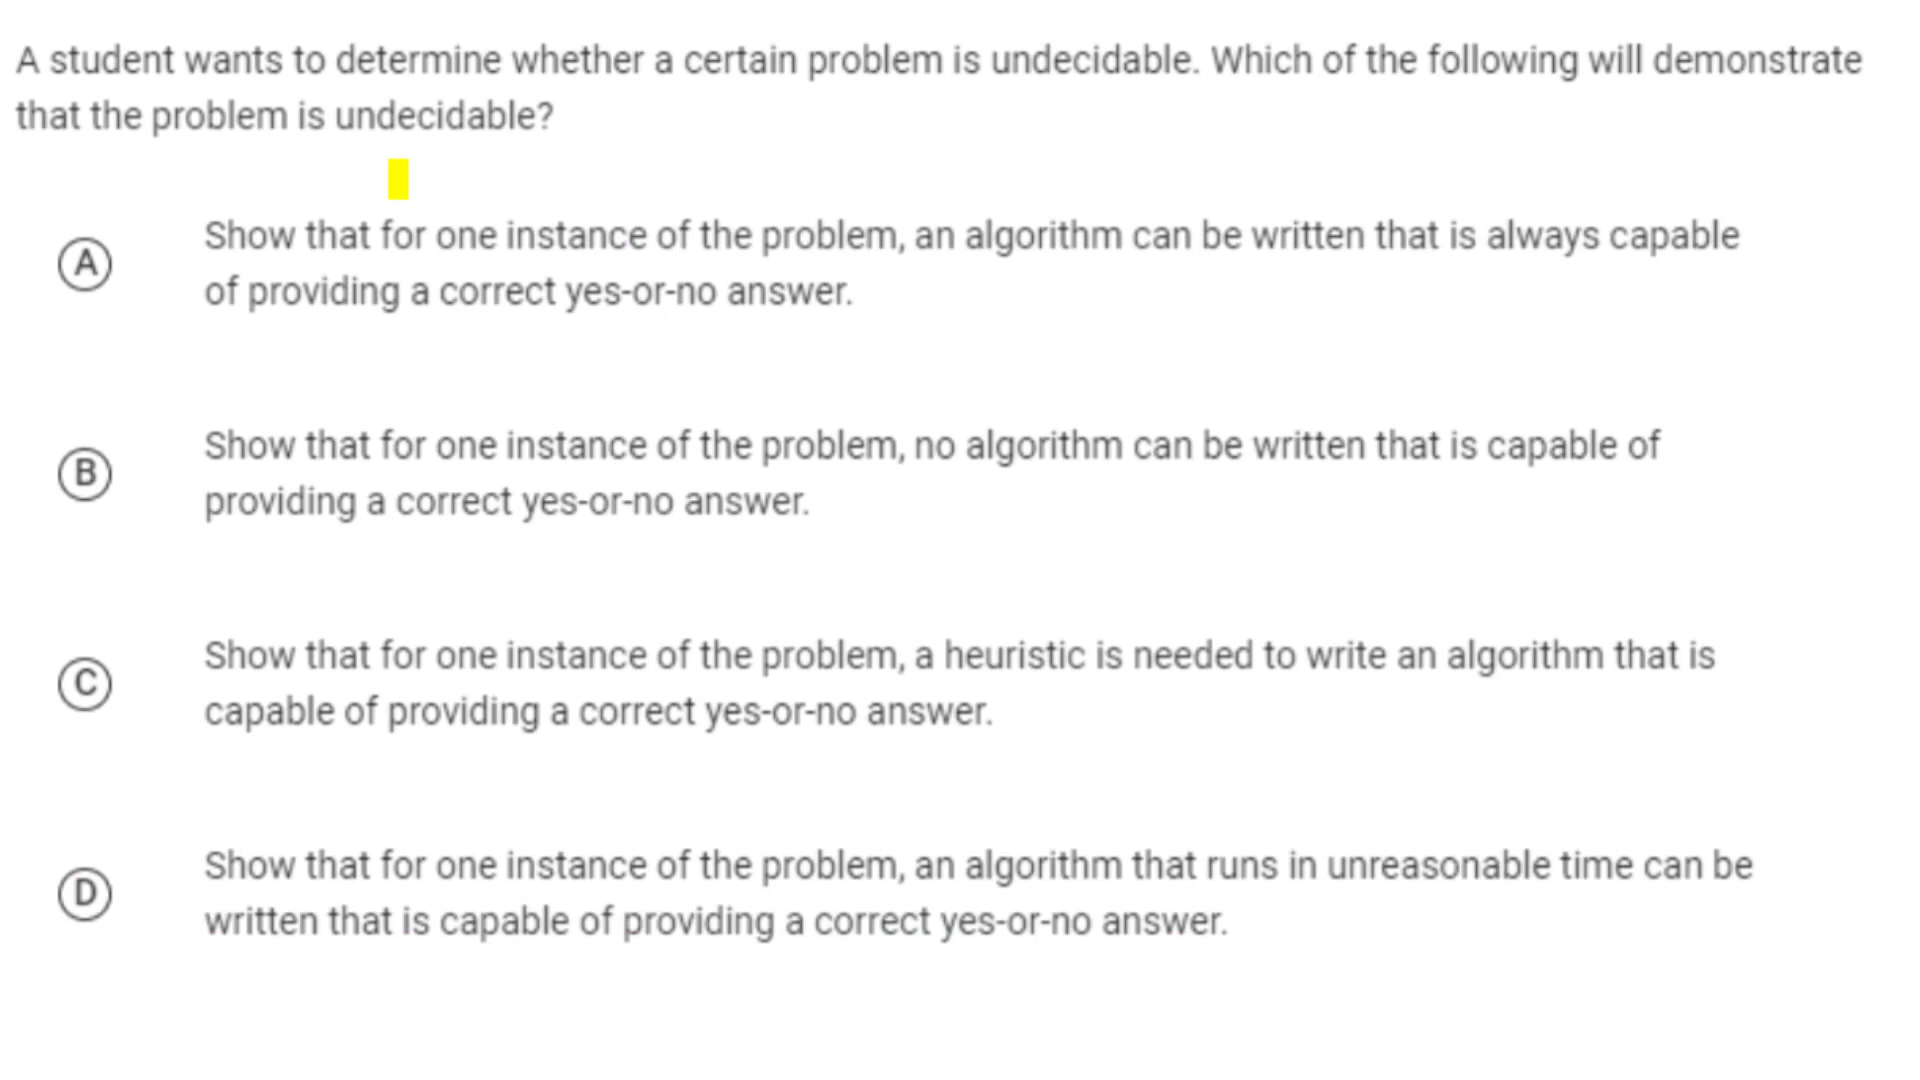 A student wants to determine whether a certain problem is undecidable. Which of the following will demonstrate
that the problem is undecidable?
A
Show that for one instance of the problem, an algorithm can be written that is always capable
of providing a correct yes-or-no answer.
B
Show that for one instance of the problem, no algorithm can be written that is capable of
providing a correct yes-or-no answer.
C
Show that for one instance of the problem, a heuristic is needed to write an algorithm that is
capable of providing a correct yes-or-no answer.
D
Show that for one instance of the problem, an algorithm that runs in unreasonable time can be
written that is capable of providing a correct yes-or-no answer.